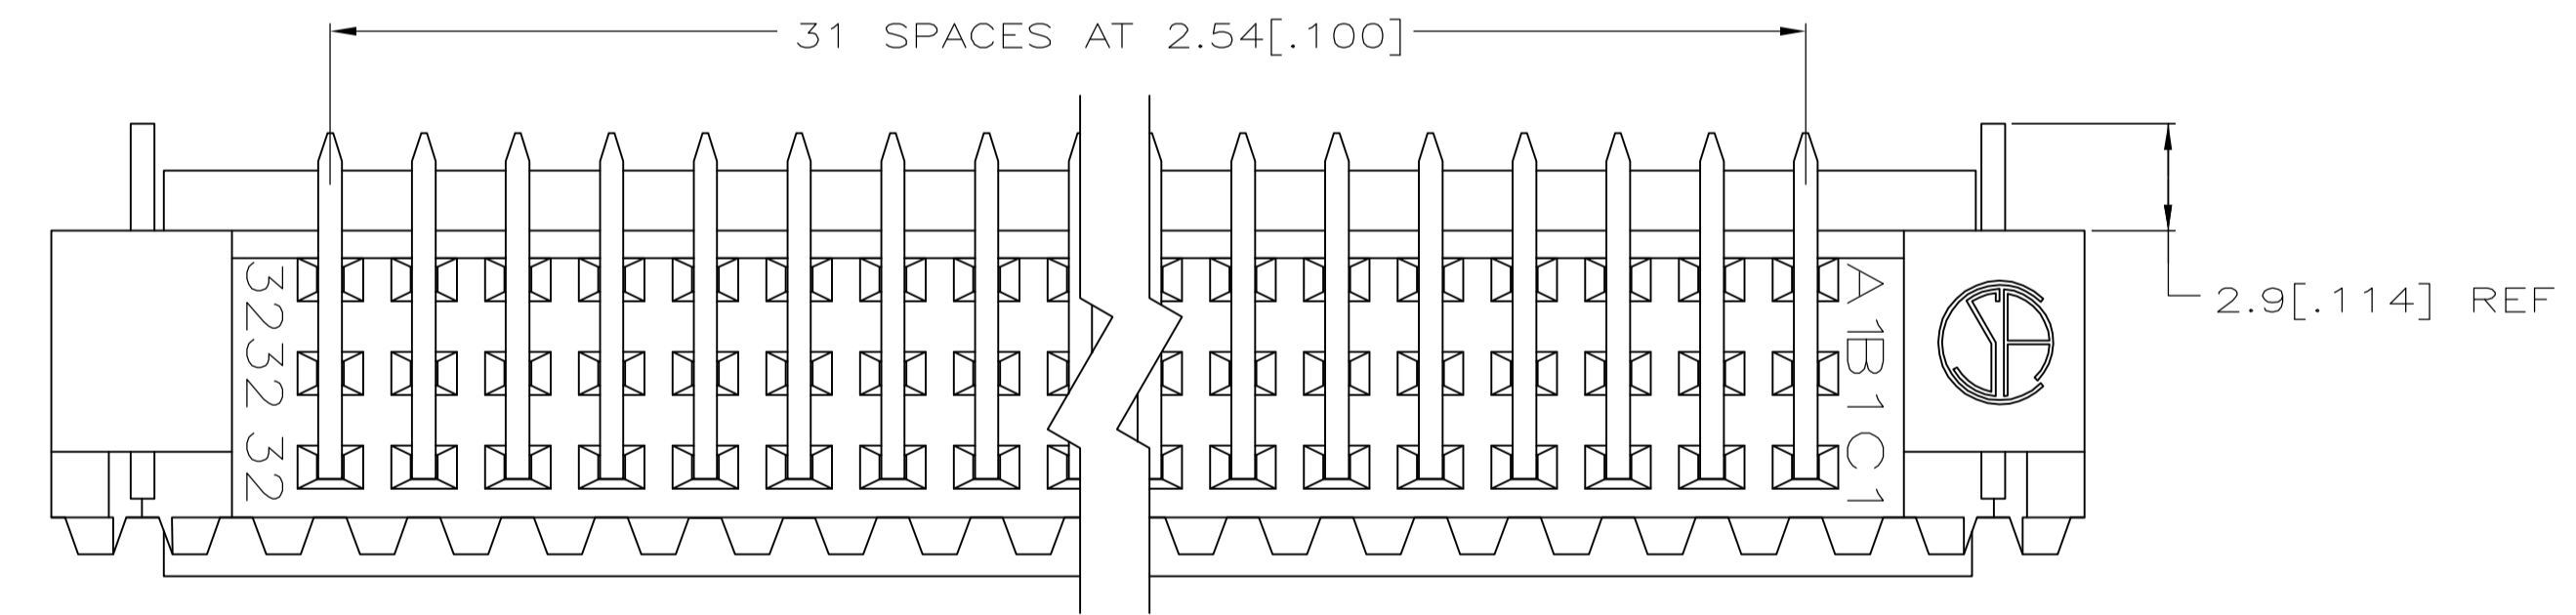 31 SPACES AT 2.54[.100]
2.9[.114] REF
32
32
32
A1
B1
C1